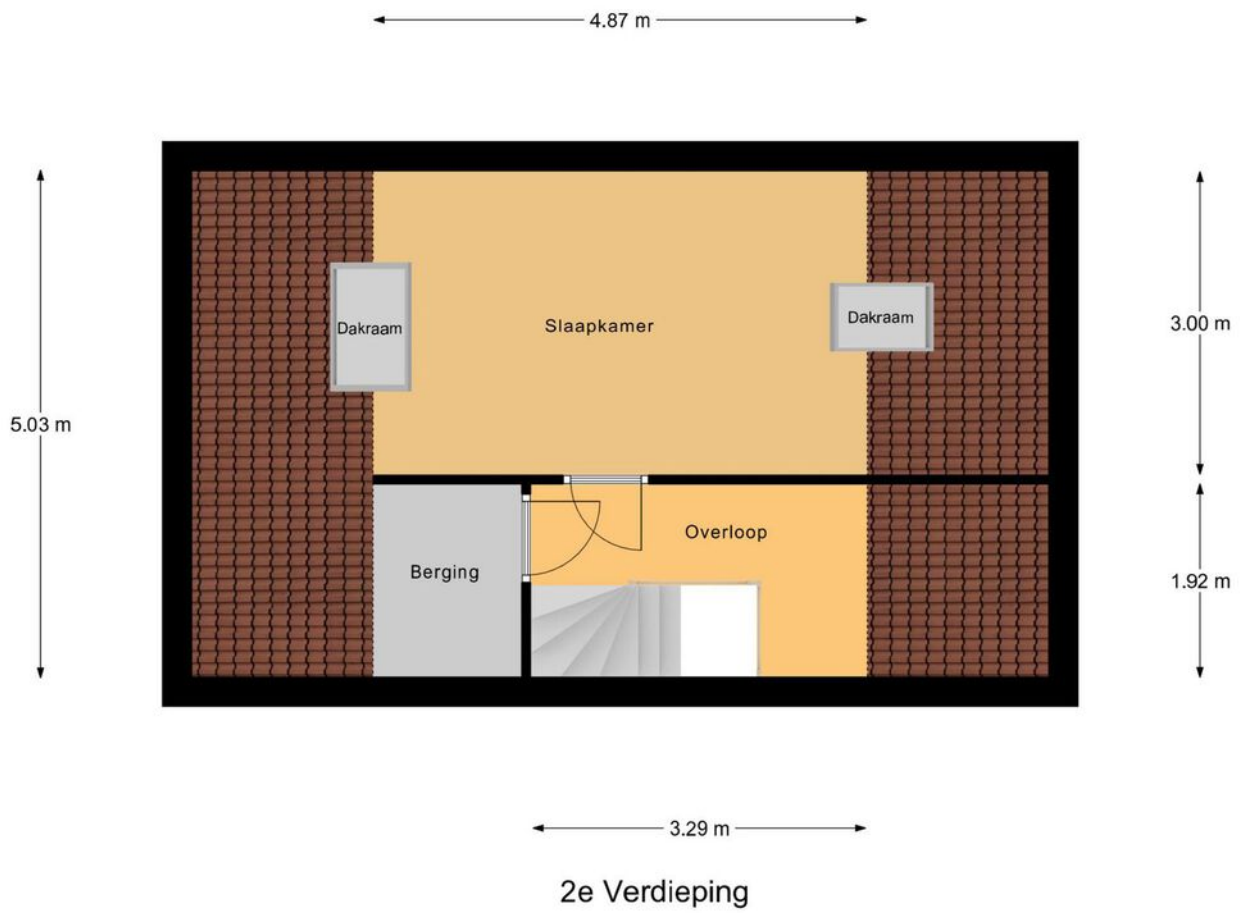 4.87 m
Slaapkamer
Dakraam
Dakraam
3.00 m
5.03 m
Overloop
Berging
1.92 m
3.29 m
2e Verdieping